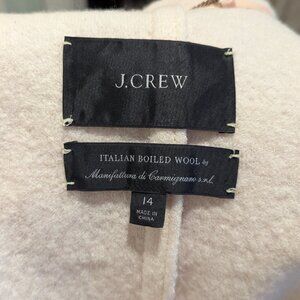 J.CREW
ITALIAN BOILED WOOL by
Manifattura di Carmignano s.r.l.
14
MADE IN
CHINA